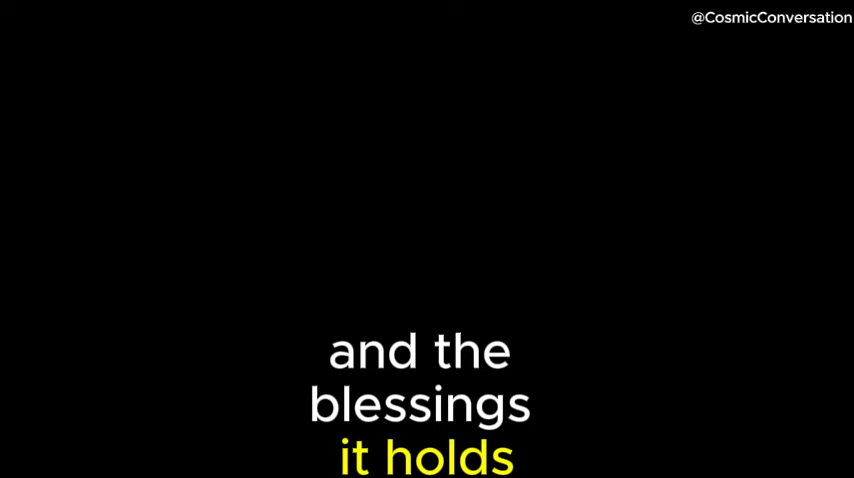 @CosmicConversation
and the
blessings
it holds